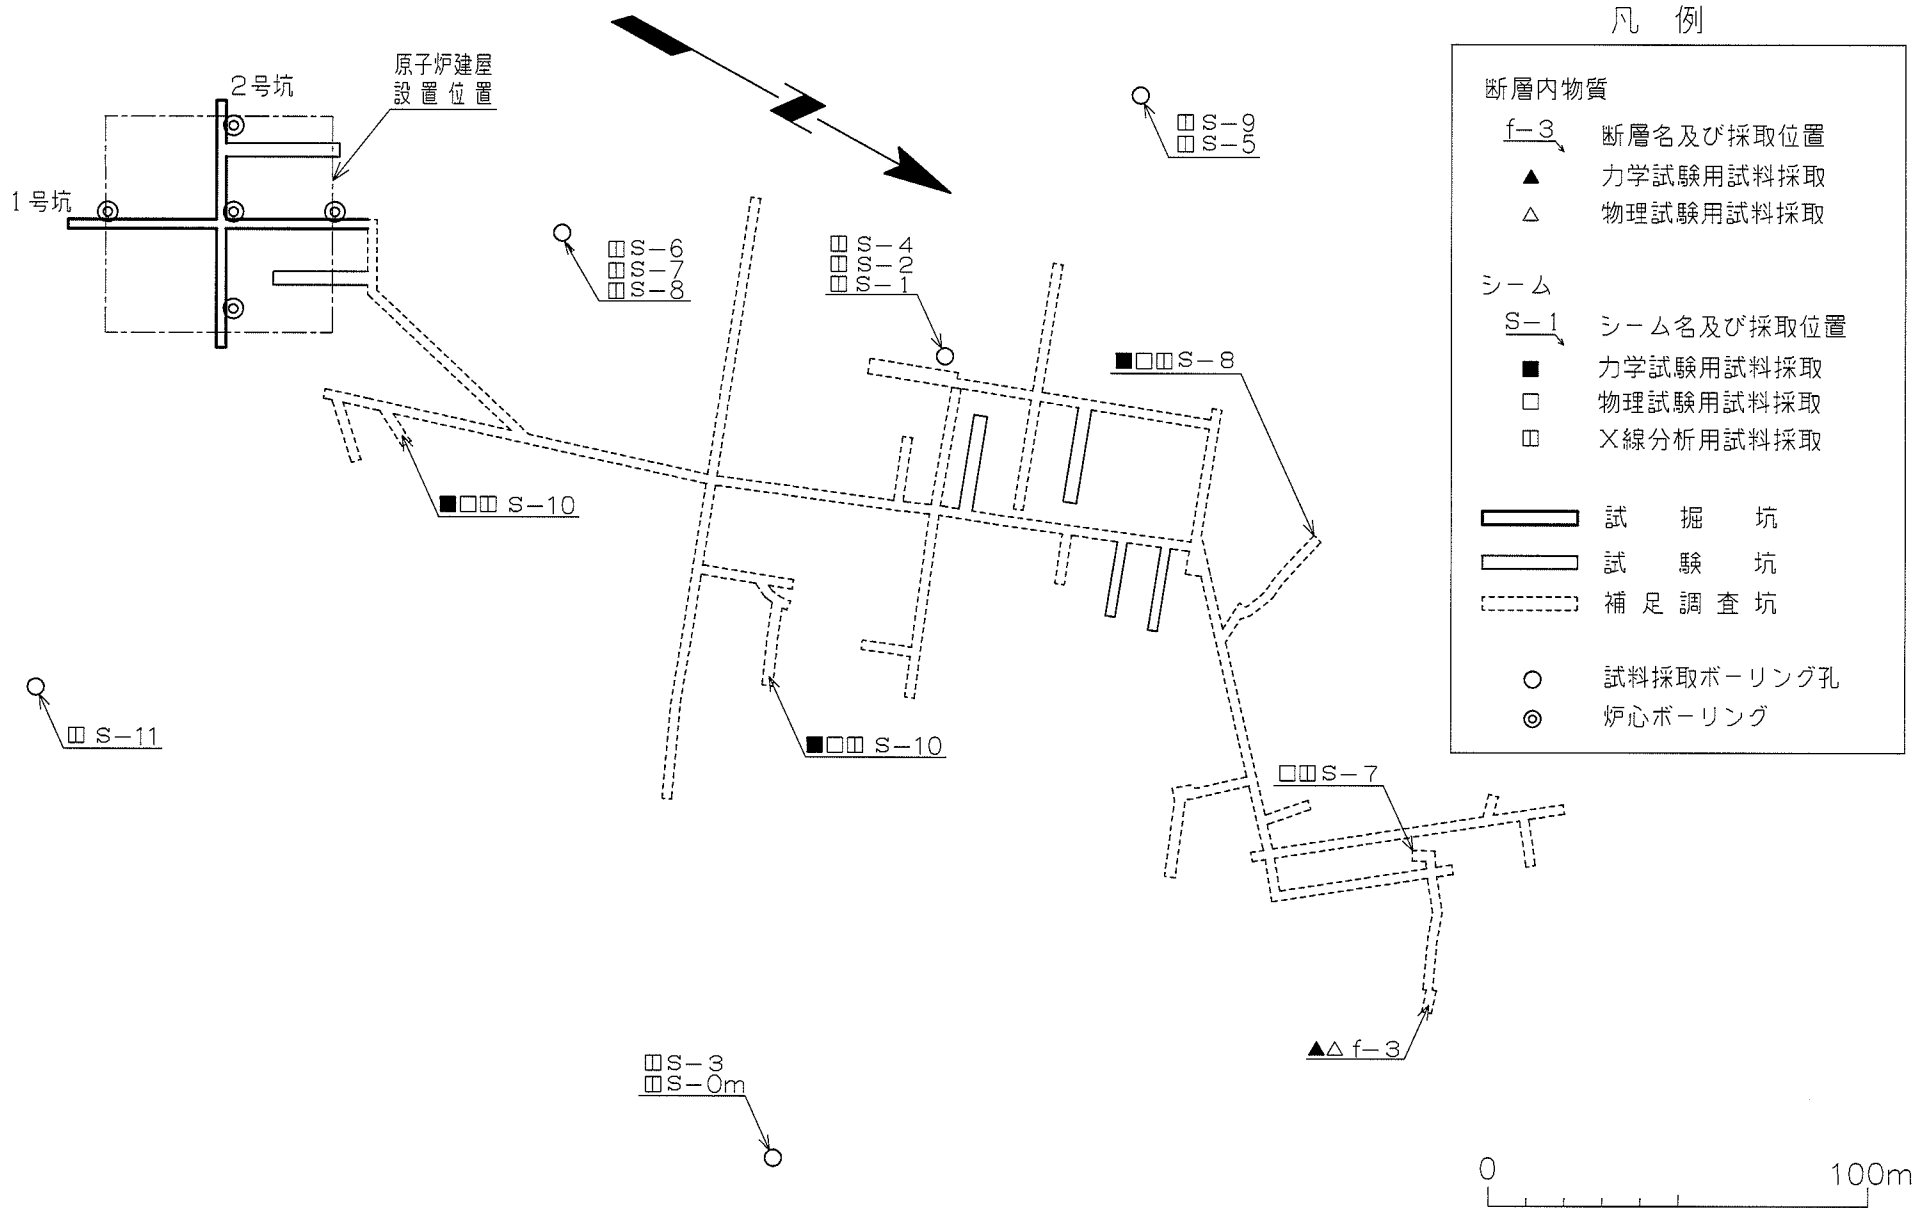 凡 例
断層内物質
f-3 断層名及び採取位置
▲ 力学試験用試料採取
△ 物理試験用試料採取
シーム
S-1 シーム名及び採取位置
■ 力学試験用試料採取
□ 物理試験用試料採取
X線分析用試料採取
試 掘 坑
試 験 坑
補 足 調 査 坑
○ 試料採取ボーリング孔
◎ 炉心ボーリング
原子炉建屋
設 置 位 置
2号坑
1号坑
S-9
S-5
S-6
S-7
S-8
S-4
S-2
S-1
■□ S-8
■□ S-10
■□ S-10
S-11
□ S-7
▲△ f-3
S-3
S-0m
0 100m